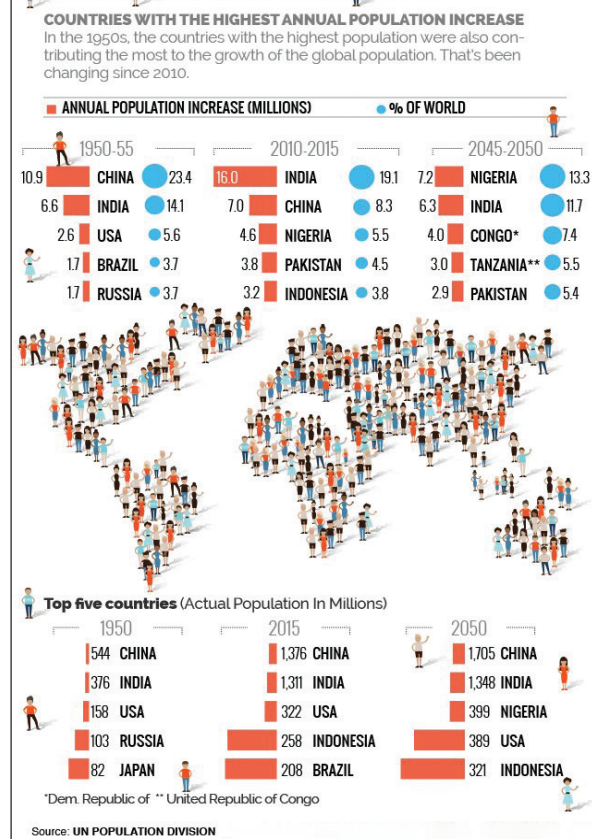 COUNTRIES WITH THE HIGHEST ANNUAL POPULATION INCREASE
In the 1950s, the countries with the highest population were also con-
tributing the most to the growth of the global population. That's been
changing since 2010.
ANNUAL POPULATION INCREASE (MILLIONS) % OF WORLD
1950-55
10.9 CHINA 23.4
6.6 INDIA 14.1
2.6 USA 5.6
1.7 BRAZIL 3.7
1.7 RUSSIA 3.7
2010-2015
16.0 INDIA 19.1
7.0 CHINA 8.3
4.6 NIGERIA 5.5
3.8 PAKISTAN 4.5
3.2 INDONESIA 3.8
2045-2050
7.2 NIGERIA 13.3
6.3 INDIA 11.7
4.0 CONGO* 7.4
3.0 TANZANIA** 5.5
2.9 PAKISTAN 5.4
Top five countries (Actual Population In Millions)
1950
544 CHINA
376 INDIA
158 USA
103 RUSSIA
82 JAPAN
2015
1,376 CHINA
1,311 INDIA
322 USA
258 INDONESIA
208 BRAZIL
2050
1,705 CHINA
1,348 INDIA
399 NIGERIA
389 USA
321 INDONESIA
*Dem. Republic of ** United Republic of Congo
Source: UN POPULATION DIVISION